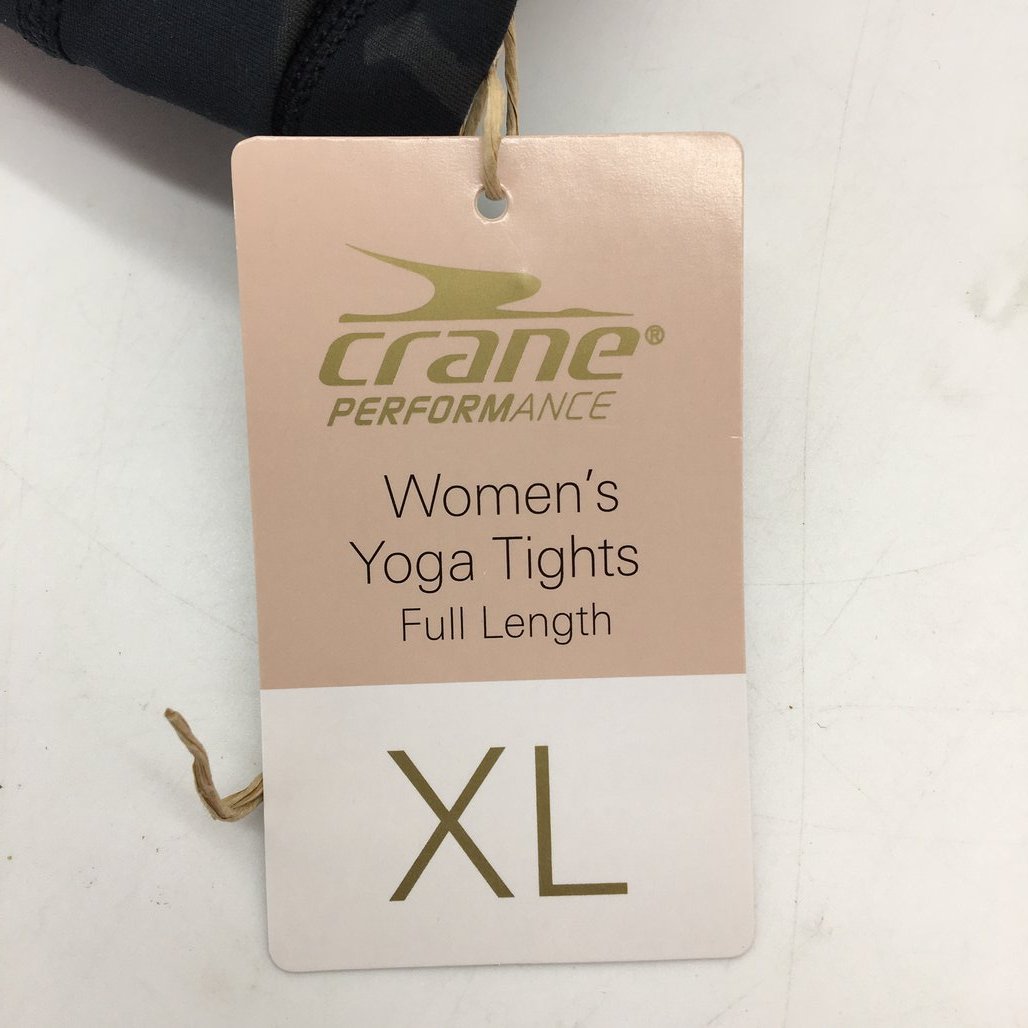 crane®
PERFORMANCE
Women's
Yoga Tights
Full Length
XL